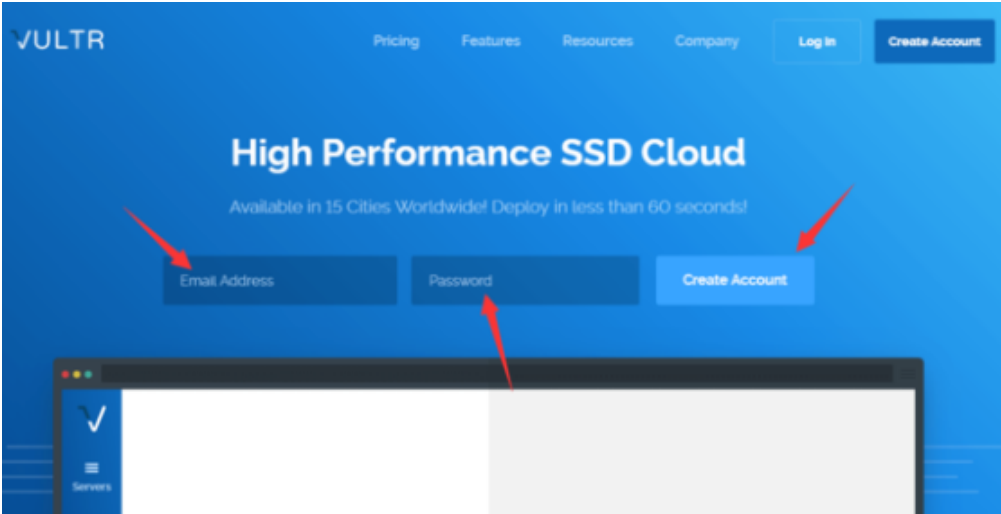 VULTR
Pricing Features Resources Company Log In Create Account
High Performance SSD Cloud
Available in 15 Cities Worldwide! Deploy in less than 60 seconds!
Email Address Password Create Account
Servers